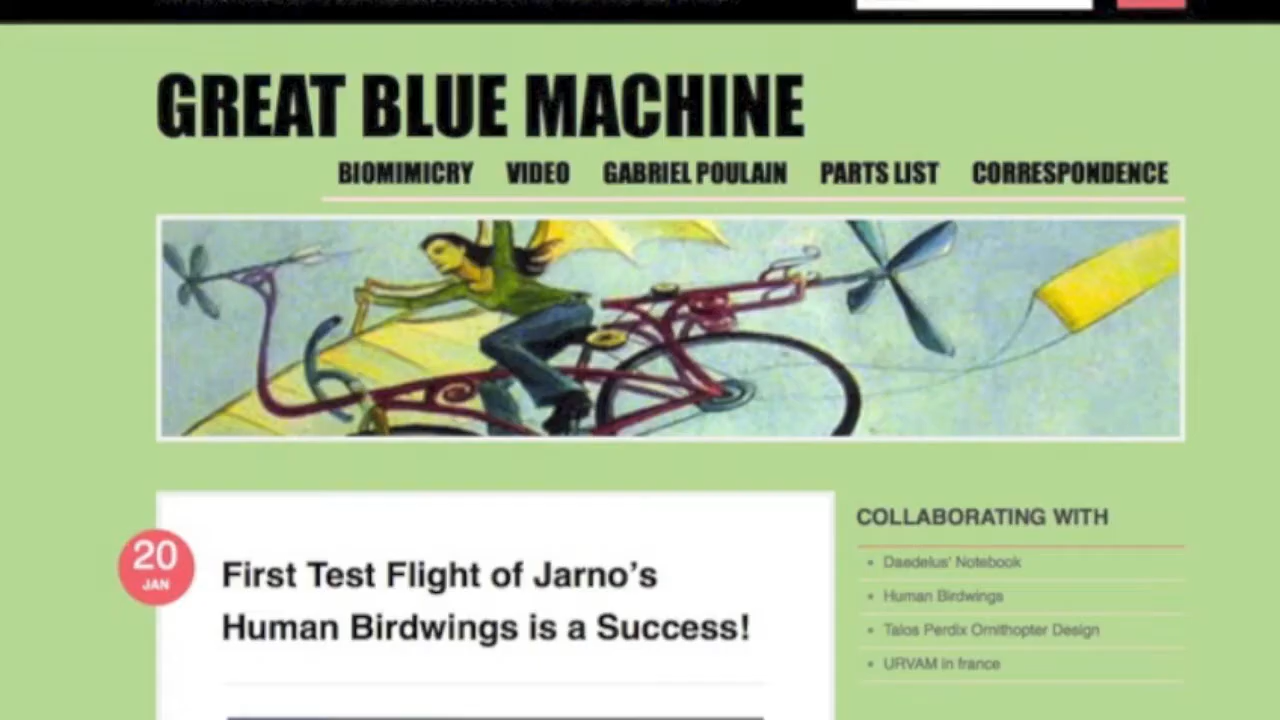 GREAT BLUE MACHINE
BIOMIMICRY VIDEO GABRIEL POULAIN PARTS LIST CORRESPONDENCE
20
JAN
First Test Flight of Jarno's
Human Birdwings is a Success!
COLLABORATING WITH
• Daedelus' Notebook
• Human Birdwings
• Talos Perdix Ornithopter Design
• URVAM in france